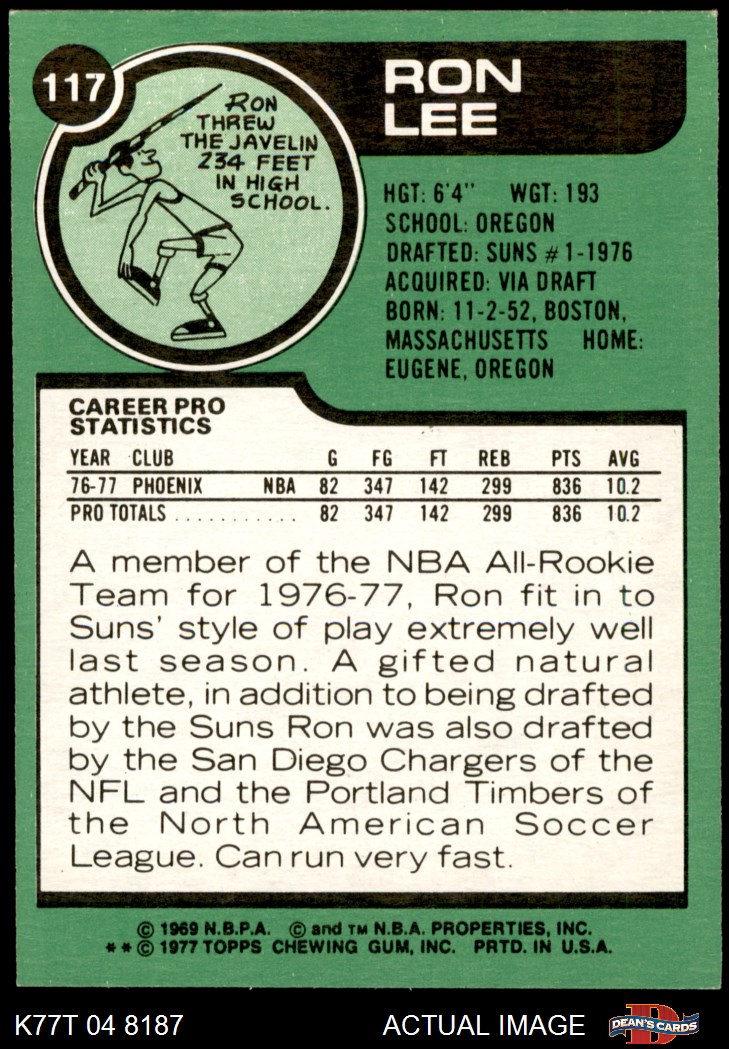 117
RON
THREW
THE JAVELIN
234 FEET
IN HIGH
SCHOOL.
RON
LEE
HGT: 6'4" WGT: 193
SCHOOL: OREGON
DRAFTED: SUNS #1-1976
ACQUIRED: VIA DRAFT
BORN: 11-2-52, BOSTON,
MASSACHUSETTS HOME:
EUGENE, OREGON
CAREER PRO
STATISTICS
YEAR CLUB G FG FT REB PTS AVG
76-77 PHOENIX NBA 82 347 142 299 836 10.2
PRO TOTALS........... 82 347 142 299 836 10.2
A member of the NBA All-Rookie
Team for 1976-77, Ron fit in to
Suns' style of play extremely well
last season. A gifted natural
athlete, in addition to being drafted
by the Suns Ron was also drafted
by the San Diego Chargers of the
NFL and the Portland Timbers of
the North American Soccer
League. Can run very fast.
© 1969 N.B.P.A. © and TM N.B.A. PROPERTIES, INC.
**© 1977 TOPPS CHEWING GUM, INC. PRTD. IN U.S.A.
K77T 04 8187 ACTUAL IMAGE D DEAN'S CARDS